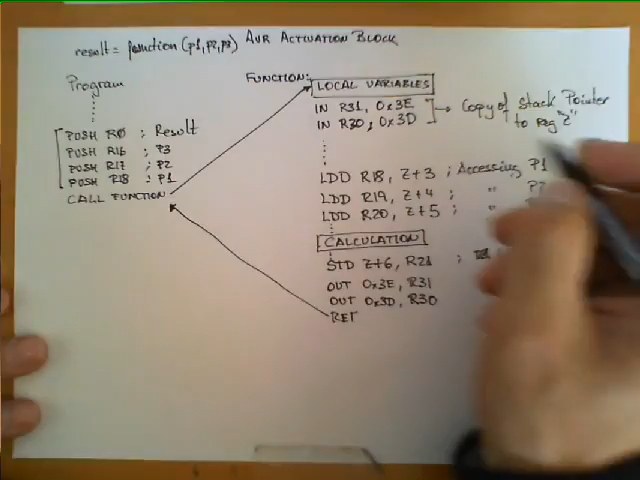 result = function (p1, p2, p3) AVR ACTIVATION BLOCK
Program
PUSH R0 ; Result
PUSH R16 ; P3
PUSH R17 ; P2
PUSH R18 ; P1
CALL FUNCTION
FUNCTION:
LOCAL VARIABLES
IN R31, 0x3E
IN R30, 0x3D
Copy of Stack Pointer
to reg "Z"
LDD R18, Z+3 ; Accessing P1
LDD R19, Z+4 ; "
LDD R20, Z+5 ; "
CALCULATION
STD Z+6, R21 ;
OUT 0x3E, R31
OUT 0x3D, R30
RET